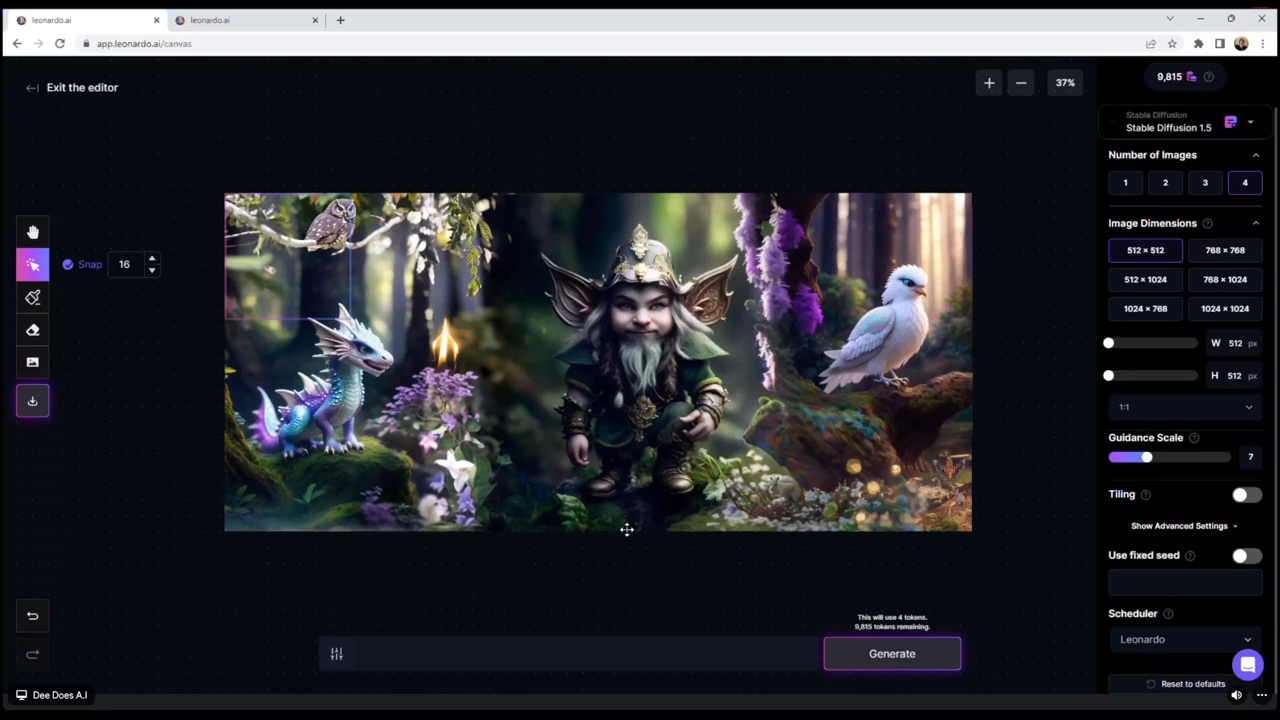 leonardo.ai
leonardo.ai
app.leonardo.ai/canvas
Exit the editor
37%
9,815
Stable Diffusion
Stable Diffusion 1.5
Number of Images
1 2 3 4
Image Dimensions
512 × 512 768 × 768
512 × 1024 768 × 1024
1024 × 768 1024 × 1024
W 512 px
H 512 px
1:1
Guidance Scale
7
Tiling
Show Advanced Settings
Use fixed seed
Scheduler
Leonardo
Reset to defaults
Snap 16
This will use 4 tokens.
9,815 tokens remaining.
Generate
Dee Does A.I